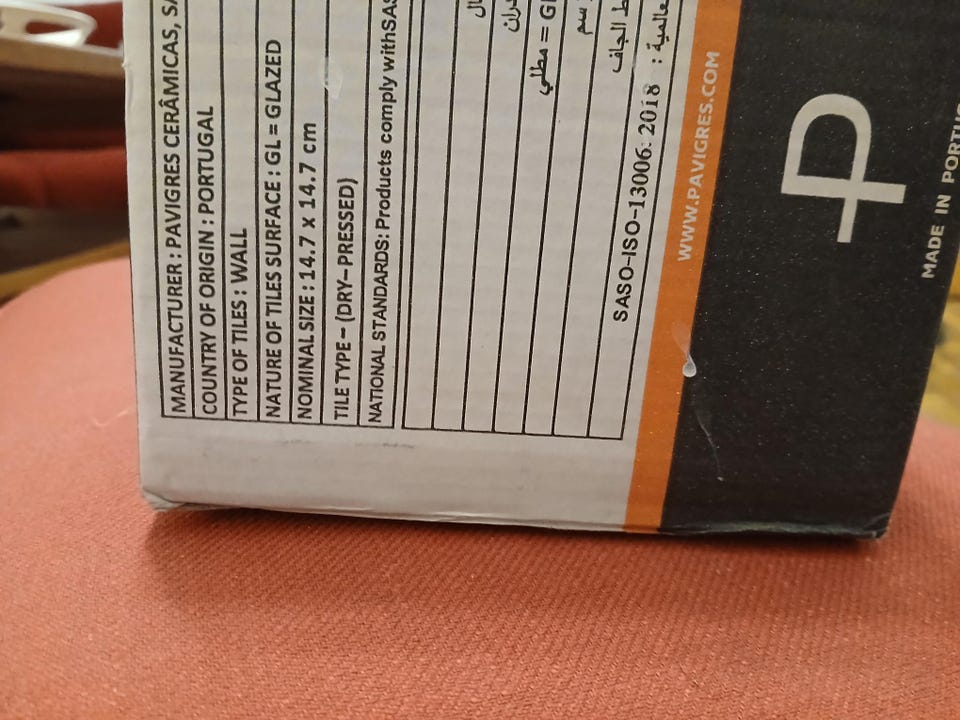 MANUFACTURER : PAVIGRES CERÂMICAS,
COUNTRY OF ORIGIN : PORTUGAL
TYPE OF TILES : WALL
NATURE OF TILES SURFACE : GL = GLAZED
NOMINAL SIZE : 14.7 x 14.7 cm
TILE TYPE – (DRY– PRESSED)
NATIONAL STANDARDS: Products comply with
مطلي =
سم
الجاف
SASO-ISO-13006: 2018 :
WWW.PAVIGRES.COM
P
MADE IN